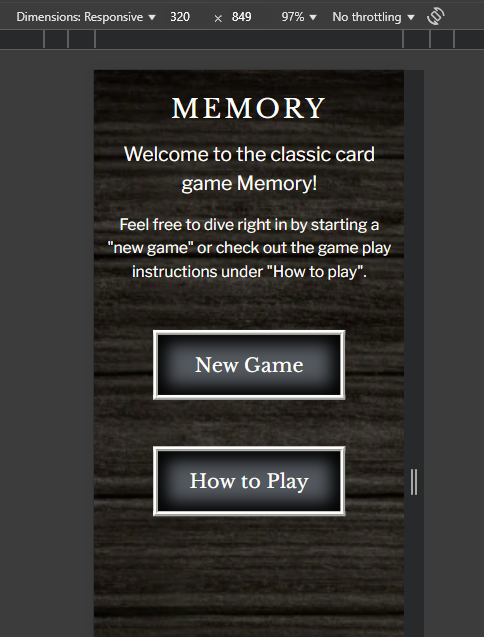 Dimensions: Responsive ▼ 320 × 849 97% ▼ No throttling ▼
MEMORY
Welcome to the classic card
game Memory!
Feel free to dive right in by starting a
"new game" or check out the game play
instructions under "How to play".
New Game
How to Play